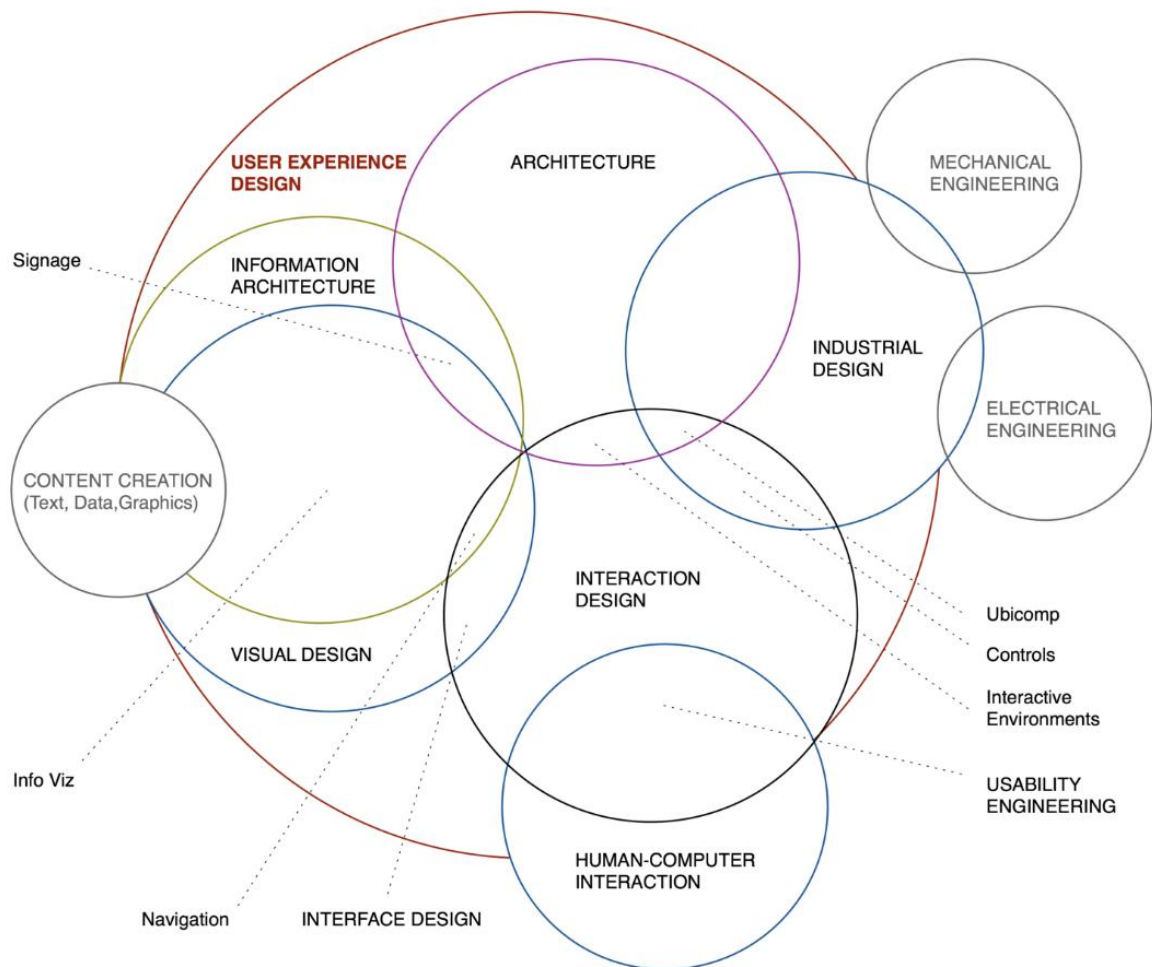 USER EXPERIENCE
DESIGN
ARCHITECTURE
MECHANICAL
ENGINEERING
Signage
INFORMATION
ARCHITECTURE
INDUSTRIAL
DESIGN
ELECTRICAL
ENGINEERING
CONTENT CREATION
(Text, Data,Graphics)
INTERACTION
DESIGN
Ubicomp
VISUAL DESIGN
Controls
Interactive
Environments
Info Viz
USABILITY
ENGINEERING
HUMAN-COMPUTER
INTERACTION
Navigation
INTERFACE DESIGN